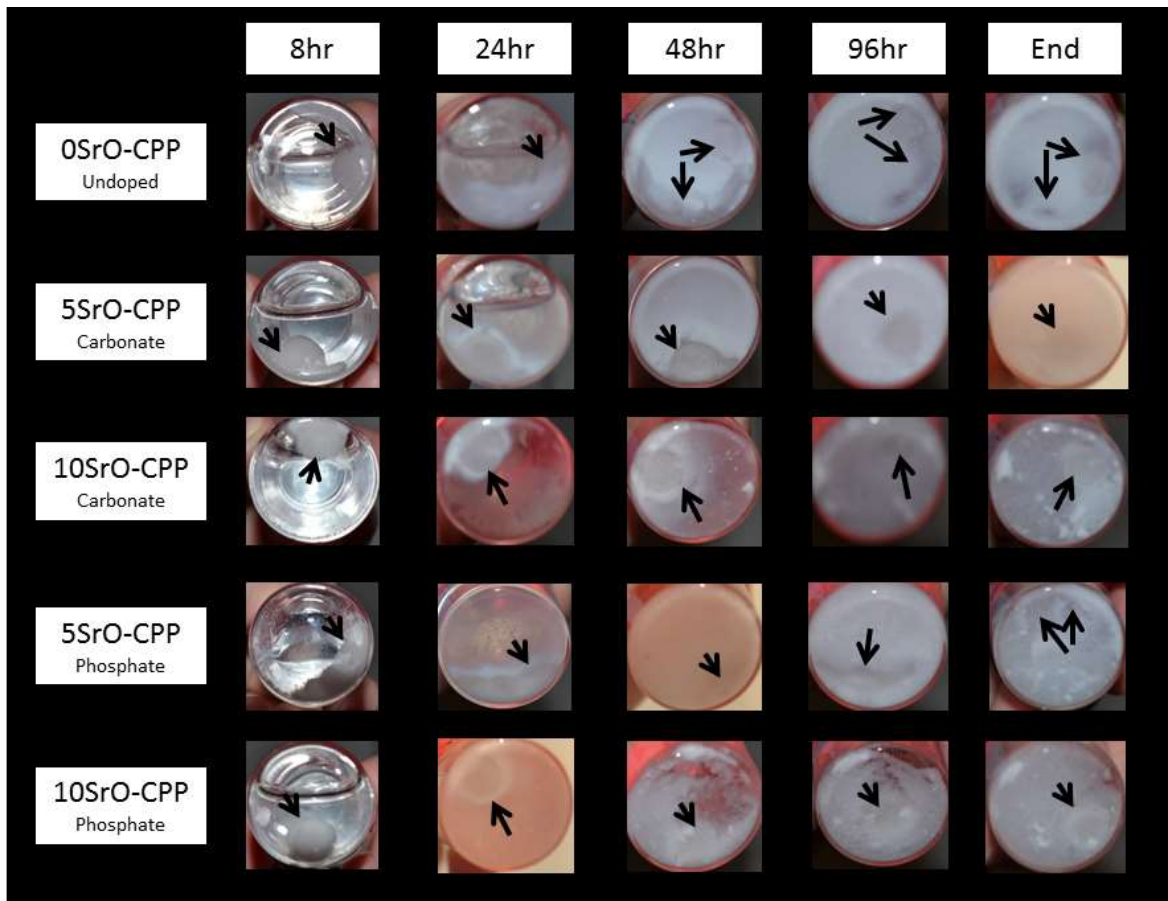 8hr 24hr 48hr 96hr End
0SrO-CPP
Undoped
5SrO-CPP
Carbonate
10SrO-CPP
Carbonate
5SrO-CPP
Phosphate
10SrO-CPP
Phosphate